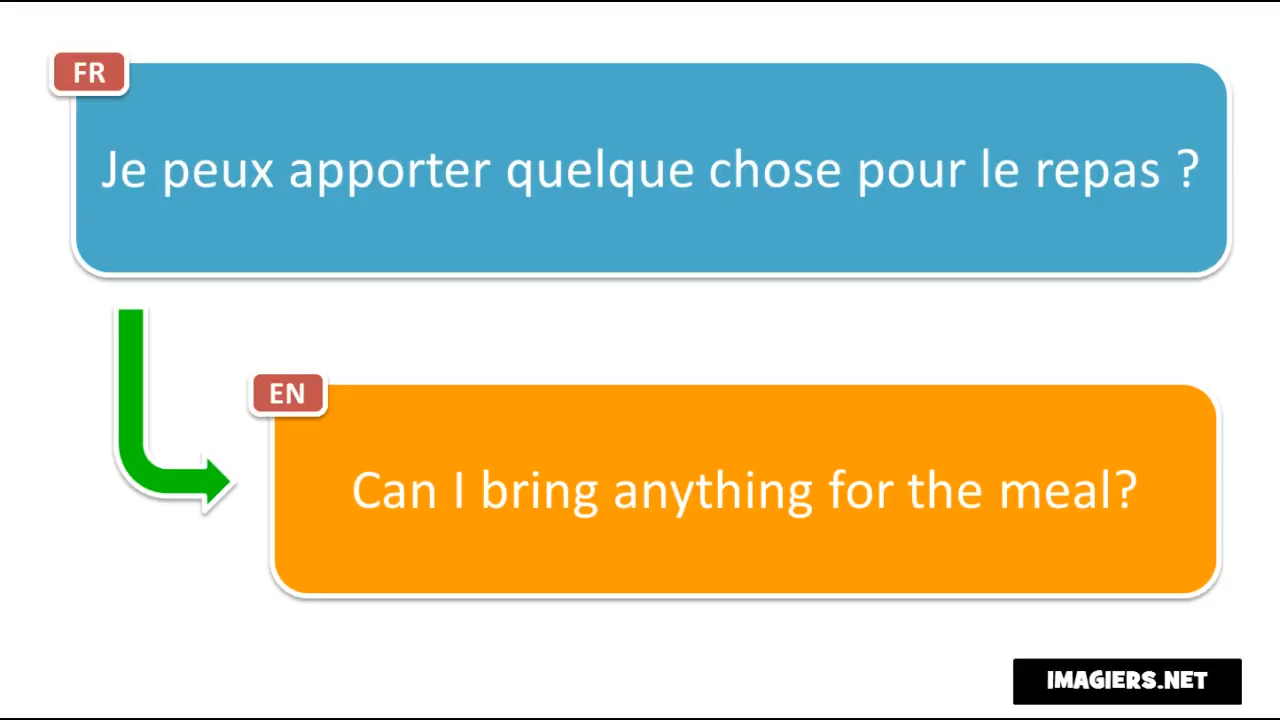 FR
Je peux apporter quelque chose pour le repas ?
EN
Can I bring anything for the meal?
IMAGIERS.NET